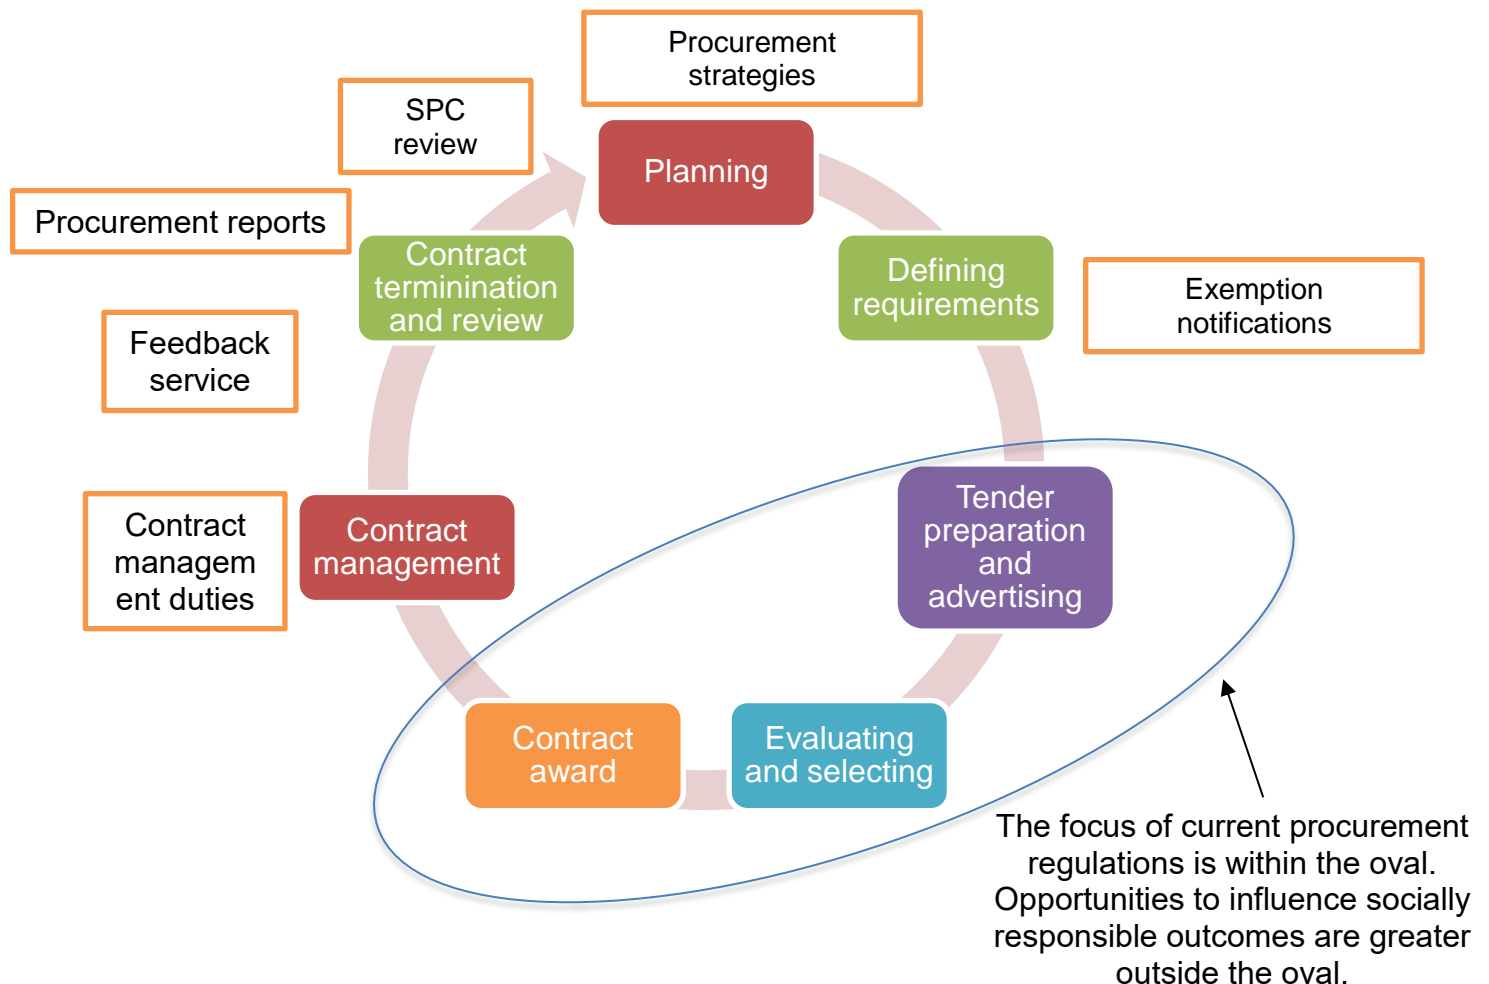 Procurement
strategies
SPC
review
Planning
Procurement reports
Contract
terminination
and review
Defining
requirements
Exemption
notifications
Feedback
service
Contract
managem
ent duties
Contract
management
Tender
preparation
and
advertising
Contract
award
Evaluating
and selecting
The focus of current procurement
regulations is within the oval.
Opportunities to influence socially
responsible outcomes are greater
outside the oval.